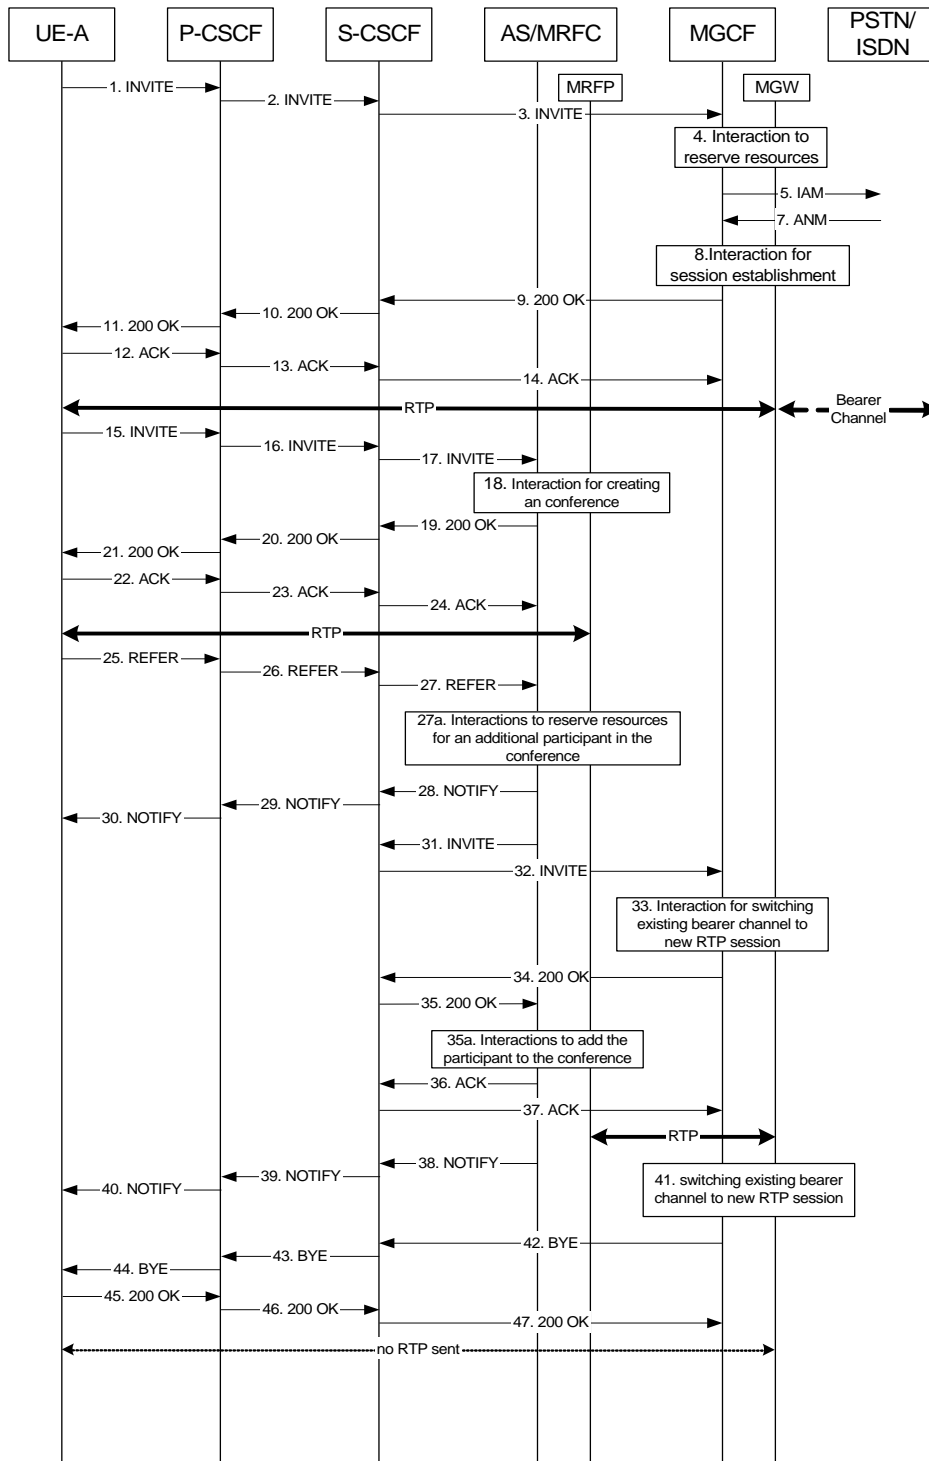 UE-A
P-CSCF
S-CSCF
AS/MRFC
MGCF
PSTN/
ISDN
MRFP
MGW
1. INVITE
2. INVITE
3. INVITE
4. Interaction to
reserve resources
5. IAM
7. ANM
8.Interaction for
session establishment
9. 200 OK
10. 200 OK
11. 200 OK
12. ACK
13. ACK
14. ACK
RTP
Bearer
Channel
15. INVITE
16. INVITE
17. INVITE
18. Interaction for creating
an conference
19. 200 OK
20. 200 OK
21. 200 OK
22. ACK
23. ACK
24. ACK
RTP
25. REFER
26. REFER
27. REFER
27a. Interactions to reserve resources
for an additional participant in the
conference
28. NOTIFY
29. NOTIFY
30. NOTIFY
31. INVITE
32. INVITE
33. Interaction for switching
existing bearer channel to
new RTP session
34. 200 OK
35. 200 OK
35a. Interactions to add the
participant to the conference
36. ACK
37. ACK
RTP
38. NOTIFY
39. NOTIFY
40. NOTIFY
41. switching existing bearer
channel to new RTP session
42. BYE
43. BYE
44. BYE
45. 200 OK
46. 200 OK
47. 200 OK
no RTP sent